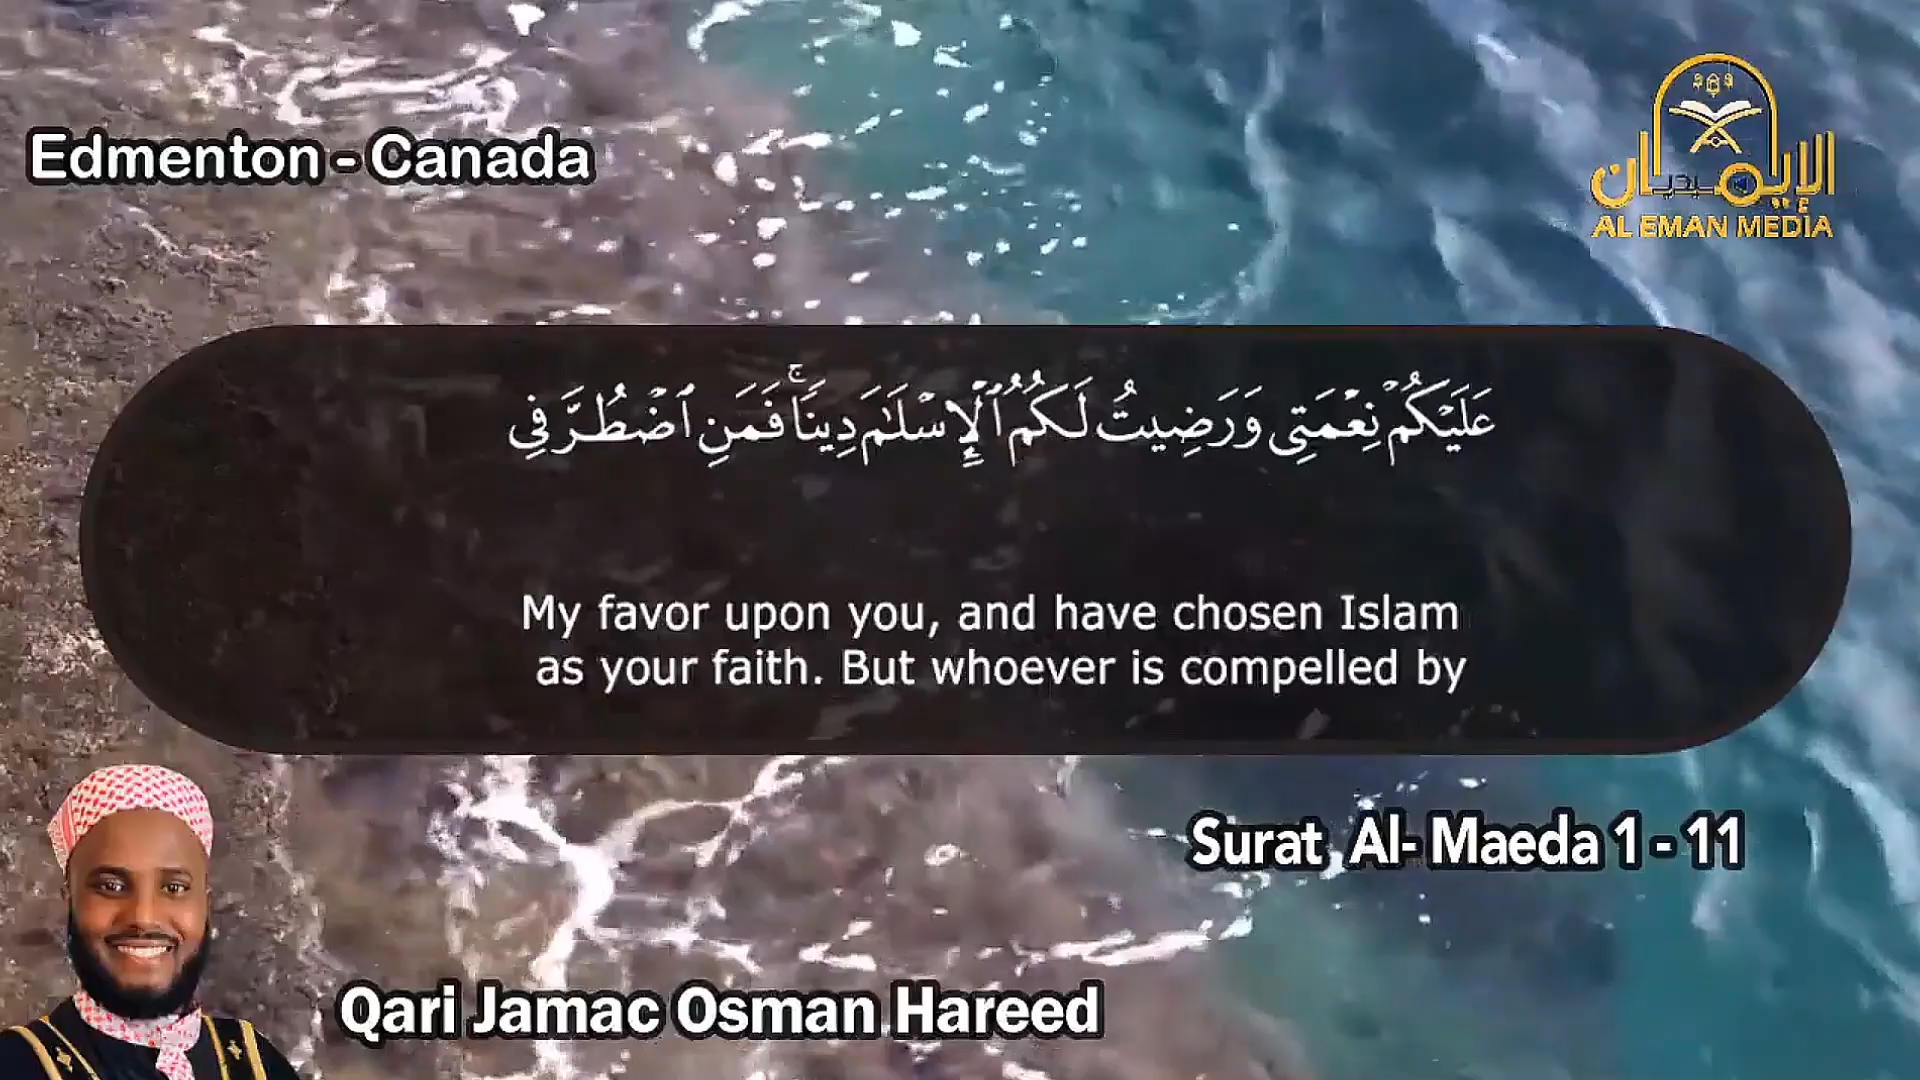 Edmenton - Canada
الإيمان
ميديا
AL EMAN MEDIA
عَلَيْكُمْ نِعْمَتِى وَرَضِيتُ لَكُمُ ٱلْإِسْلَـٰمَ دِينًا ۚ فَمَنِ ٱضْطُرَّ فِى
My favor upon you, and have chosen Islam
as your faith. But whoever is compelled by
Surat Al- Maeda 1 - 11
Qari Jamac Osman Hareed